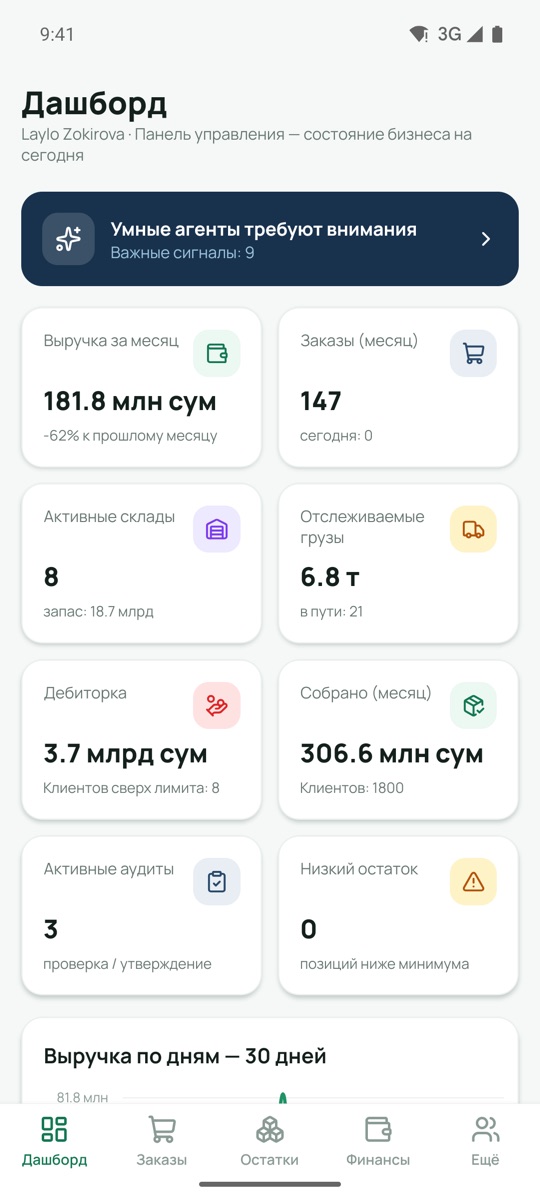 9:41
3G
Дашборд
Laylo Zokirova · Панель управления — состояние бизнеса на
сегодня
Умные агенты требуют внимания
Важные сигналы: 9
Выручка за месяц
181.8 млн сум
-62% к прошлому месяцу
Заказы (месяц)
147
сегодня: 0
Активные склады
8
запас: 18.7 млрд
Отслеживаемые
грузы
6.8 т
в пути: 21
Дебиторка
3.7 млрд сум
Клиентов сверх лимита: 8
Собрано (месяц)
306.6 млн сум
Клиентов: 1800
Активные аудиты
3
проверка / утверждение
Низкий остаток
0
позиций ниже минимума
Выручка по дням — 30 дней
81.8 млн
Дашборд
Заказы
Остатки
Финансы
Ещё